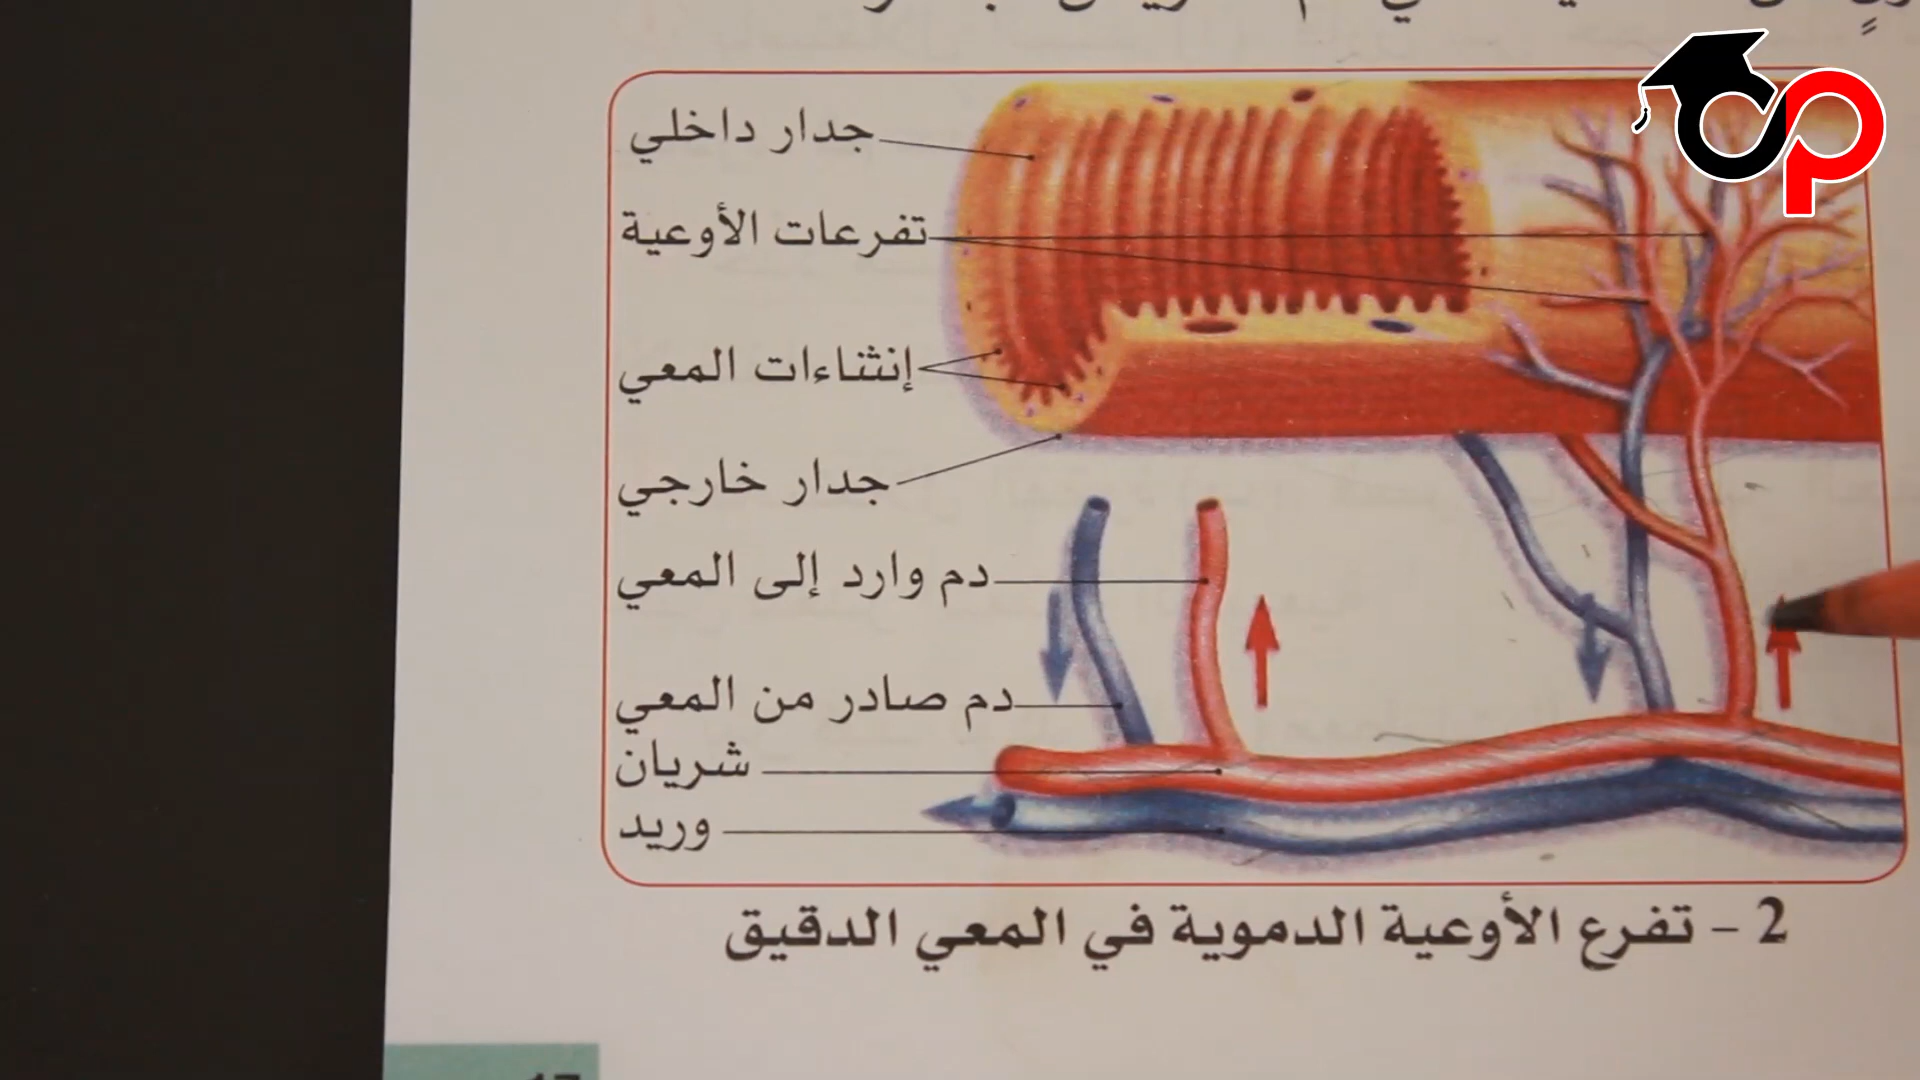 جدار داخلي
تفرعات الأوعية
إنثناءات المعي
جدار خارجي
دم وارد إلى المعي
دم صادر من المعي
شريان
وريد
2 - تفرع الأوعية الدموية في المعي الدقيق